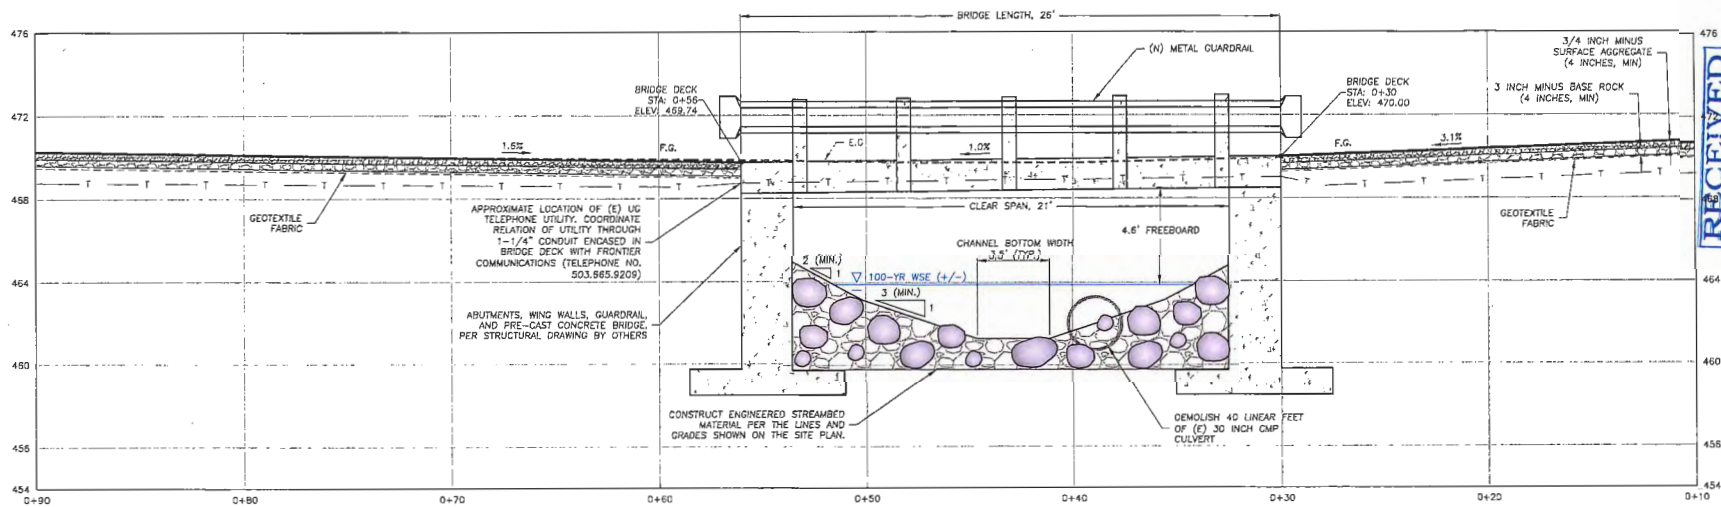 BRIDGE LENGTH, 26'
476
476
(N) METAL GUARDRAIL
3/4 INCH MINUS
SURFACE AGGREGATE
(4 INCHES, MIN)
BRIDGE DECK
STA: 0+56
ELEV: 469.74
BRIDGE DECK
STA: 0+30
ELEV: 470.00
3 INCH MINUS BASE ROCK
(4 INCHES, MIN)
RECEIVED
472
472
1.5%
F.G.
E.G
1.0%
F.G.
3.1%
T T T T T T T T T T T T T T
468
468
GEOTEXTILE
FABRIC
APPROXIMATE LOCATION OF (E) UG
TELEPHONE UTILITY. COORDINATE
RELATION OF UTILITY THROUGH
1-1/4" CONDUIT ENCASED IN
BRIDGE DECK WITH FRONTIER
COMMUNICATIONS (TELEPHONE NO.
503.665.9209)
CLEAR SPAN, 21'
4.6' FREEBOARD
GEOTEXTILE
FABRIC
CHANNEL BOTTOM WIDTH
3.5' (TYP.)
2 (MIN.)
1
100-YR WSE (+/-)
3 (MIN.)
1
464
464
ABUTMENTS, WING WALLS, GUARDRAIL,
AND PRE-CAST CONCRETE BRIDGE,
PER STRUCTURAL DRAWING BY OTHERS
460
460
CONSTRUCT ENGINEERED STREAMBED
MATERIAL PER THE LINES AND
GRADES SHOWN ON THE SITE PLAN.
DEMOLISH 40 LINEAR FEET
OF (E) 30 INCH CMP
CULVERT
456
454
454
0+90
0+80
0+70
0+60
0+50
0+40
0+30
0+20
0+10